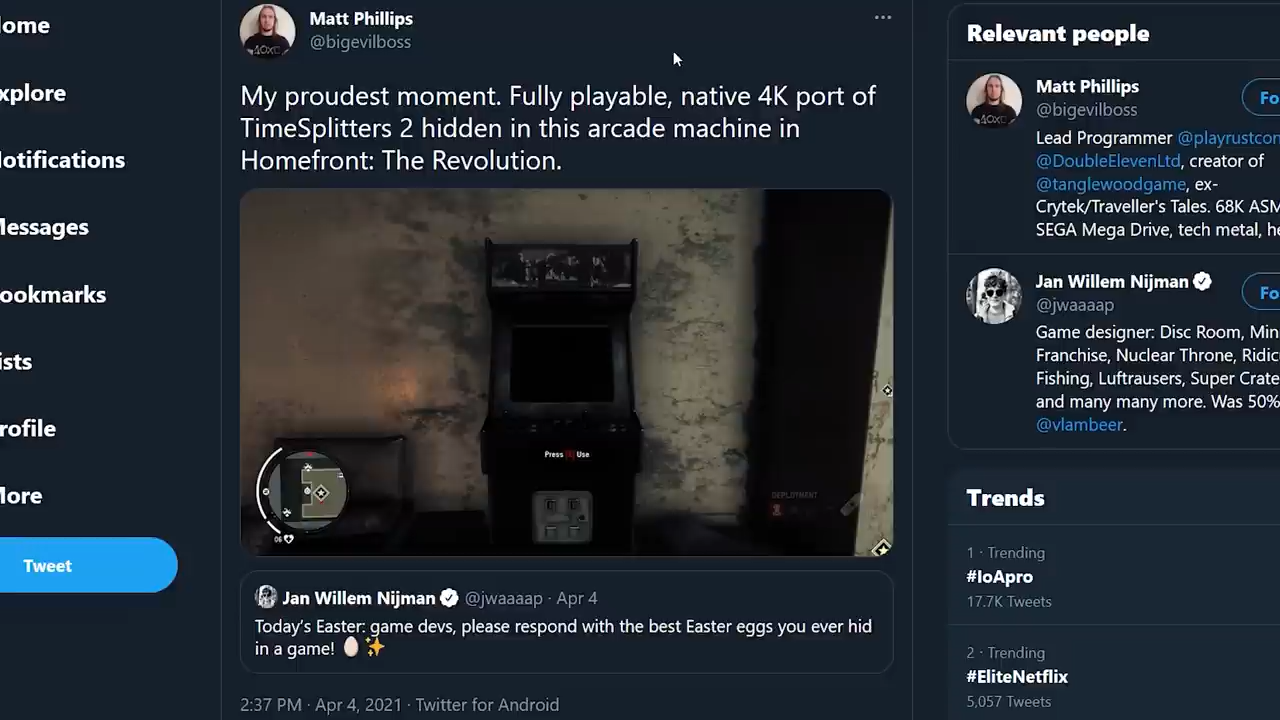 ome
xplore
otifications
Messages
ookmarks
ists
rofile
More
Tweet
Matt Phillips
@bigevilboss
My proudest moment. Fully playable, native 4K port of
TimeSplitters 2 hidden in this arcade machine in
Homefront: The Revolution.
Press Use
DEPLOYMENT
Jan Willem Nijman @jwaaaap · Apr 4
Today's Easter: game devs, please respond with the best Easter eggs you ever hid
in a game! 🥚 ✨
2:37 PM · Apr 4, 2021 · Twitter for Android
Relevant people
Matt Phillips
@bigevilboss
Fo
Lead Programmer @playrustcon
@DoubleElevenLtd, creator of
@tanglewoodgame, ex-
Crytek/Traveller's Tales. 68K ASM
SEGA Mega Drive, tech metal, he
Jan Willem Nijman
@jwaaaap
Fo
Game designer: Disc Room, Min
Franchise, Nuclear Throne, Ridic
Fishing, Luftrausers, Super Crate
and many many more. Was 50%
@vlambeer.
Trends
1 · Trending
#IoApro
17.7K Tweets
2 · Trending
#EliteNetflix
5,057 Tweets